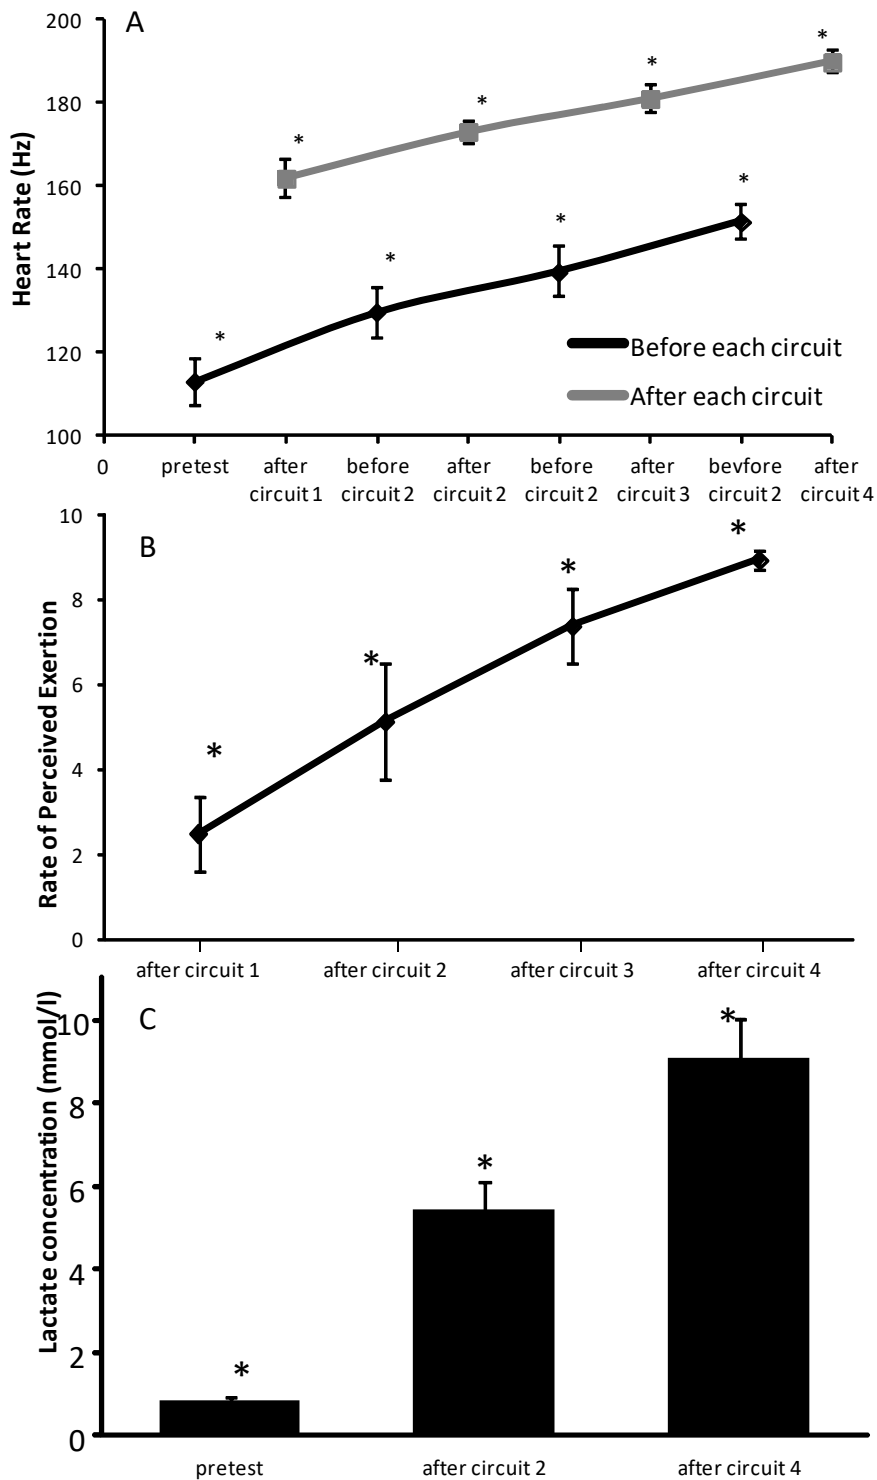 A
200
180
160
140
120
100
Heart Rate (Hz)
*
*
*
*
*
*
*
*
Before each circuit
After each circuit
0
pretest
after
circuit 1
before
circuit 2
after
circuit 2
before
circuit 2
after
circuit 3
bevfore
circuit 2
after
circuit 4
B
10
8
6
4
2
0
Rate of Perceived Exertion
*
*
*
*
after circuit 1
after circuit 2
after circuit 3
after circuit 4
C
10
8
6
4
2
0
Lactate concentration (mmol/l)
*
*
*
pretest
after circuit 2
after circuit 4